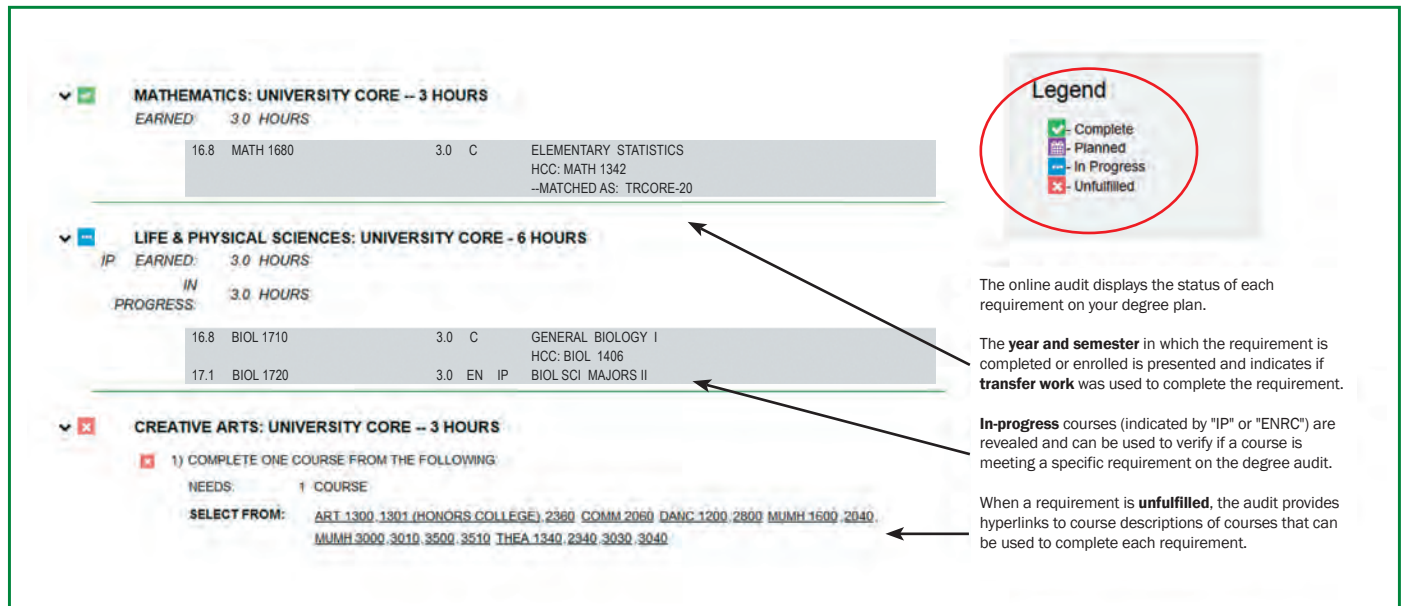 MATHEMATICS: UNIVERSITY CORE -- 3 HOURS
EARNED: 3.0 HOURS
16.8 MATH 1680 3.0 C ELEMENTARY STATISTICS
HCC: MATH 1342
--MATCHED AS: TRCORE-20
LIFE & PHYSICAL SCIENCES: UNIVERSITY CORE - 6 HOURS
IP EARNED: 3.0 HOURS
IN
PROGRESS: 3.0 HOURS
16.8 BIOL 1710 3.0 C GENERAL BIOLOGY I
HCC: BIOL 1406
17.1 BIOL 1720 3.0 EN IP BIOL SCI MAJORS II
CREATIVE ARTS: UNIVERSITY CORE -- 3 HOURS
1) COMPLETE ONE COURSE FROM THE FOLLOWING
NEEDS: 1 COURSE
SELECT FROM: ART 1300 ,1301 (HONORS COLLEGE) ,2360 COMM 2060 DANC 1200 ,2800 MUMH 1600 ,2040 ,
MUMH 3000 ,3010 ,3500 ,3510 THEA 1340 ,2340 ,3030 ,3040
Legend
- Complete
- Planned
- In Progress
- Unfulfilled
The online audit displays the status of each
requirement on your degree plan.
The year and semester in which the requirement is
completed or enrolled is presented and indicates if
transfer work was used to complete the requirement.
In-progress courses (indicated by "IP" or "ENRC") are
revealed and can be used to verify if a course is
meeting a specific requirement on the degree audit.
When a requirement is unfulfilled, the audit provides
hyperlinks to course descriptions of courses that can
be used to complete each requirement.